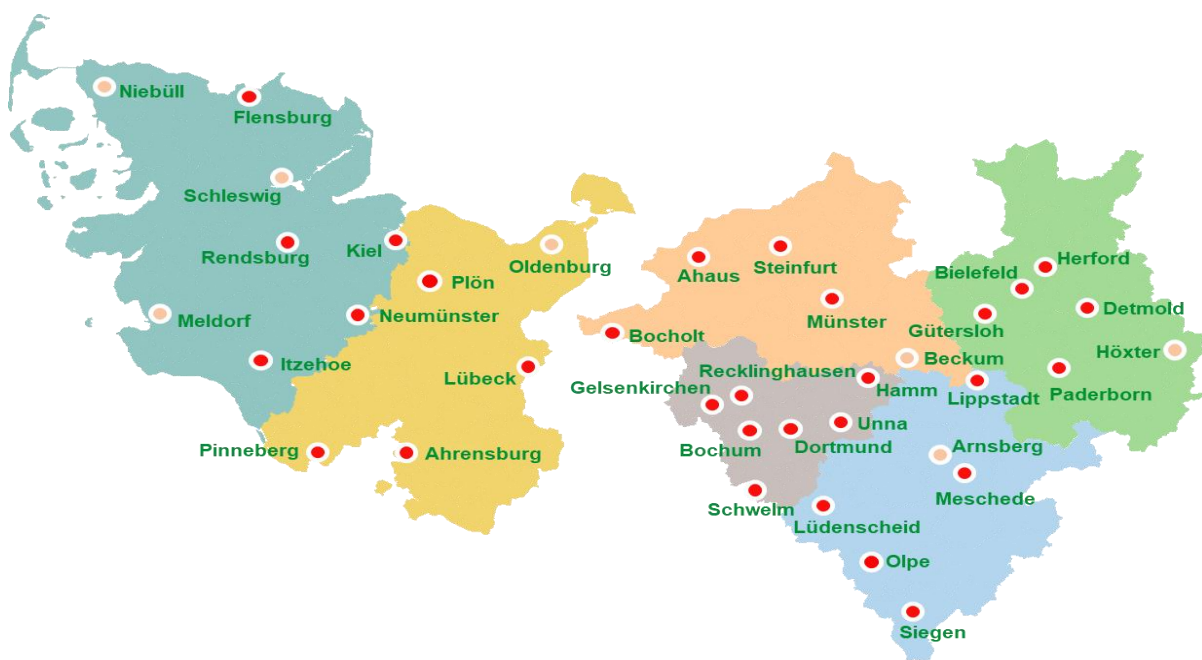 Niebüll
Flensburg
Schleswig
Rendsburg
Kiel
Oldenburg
Plön
Meldorf
Neumünster
Itzehoe
Lübeck
Pinneberg
Ahrensburg
Ahaus
Steinfurt
Bielefeld
Herford
Münster
Gütersloh
Detmold
Bocholt
Beckum
Höxter
Recklinghausen
Gelsenkirchen
Hamm
Lippstadt
Paderborn
Unna
Bochum
Dortmund
Arnsberg
Meschede
Schwelm
Lüdenscheid
Olpe
Siegen